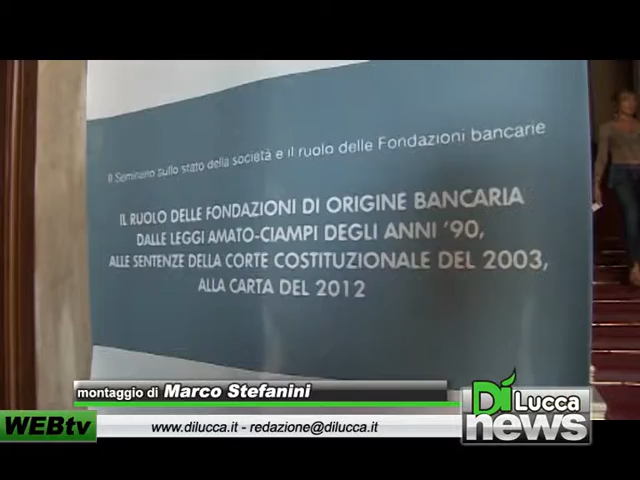 Il Seminario sullo stato della società e il ruolo delle Fondazioni bancarie
IL RUOLO DELLE FONDAZIONI DI ORIGINE BANCARIA
DALLE LEGGI AMATO-CIAMPI DEGLI ANNI '90,
ALLE SENTENZE DELLA CORTE COSTITUZIONALE DEL 2003,
ALLA CARTA DEL 2012
montaggio di Marco Stefanini
Dì LUCCA
news
WEBtv
www.dilucca.it - redazione@dilucca.it